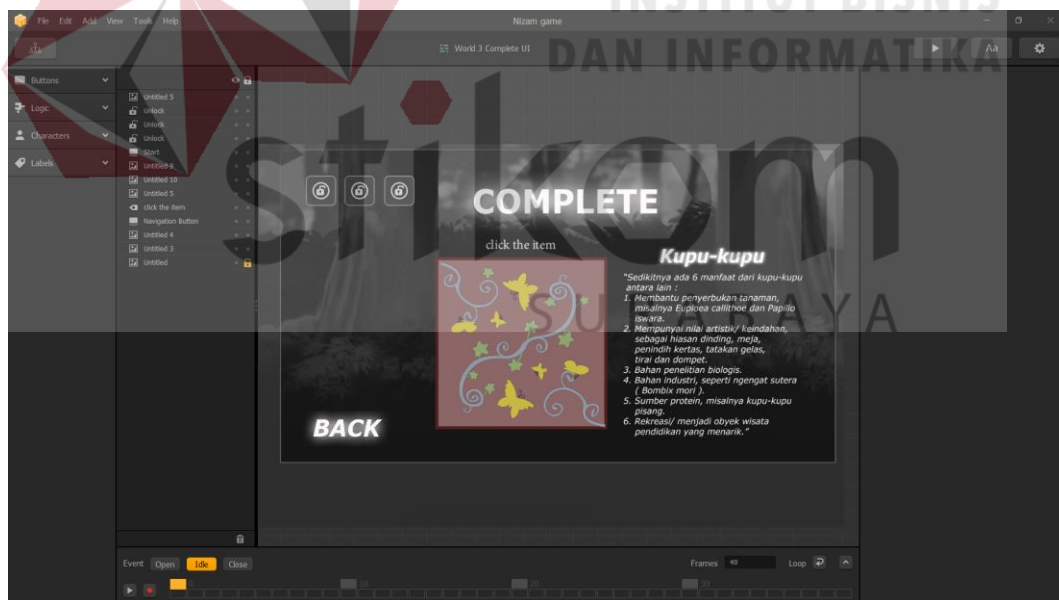 INSTITUT BISNIS
DAN INFORMATIKA
stikom
SURABAYA
File Edit Add View Tools Help
Nizam game
World 3 Complete UI
Aa
Buttons
Logic
Characters
Labels
Untitled 5
Unlock
Unlock
Unlock
Start
Untitled 9
Untitled 10
Untitled 5
click the item
Navigation Button
Untitled 4
Untitled 3
Untitled
COMPLETE
click the item
Kupu-kupu
"Sedikitnya ada 6 manfaat dari kupu-kupu
antara lain :
1. Membantu penyerbukan tanaman,
misalnya Euploea callithoe dan Papilio
iswara.
2. Mempunyai nilai artistik/ keindahan,
sebagai hiasan dinding, meja,
penindih kertas, tatakan gelas,
tirai dan dompet.
3. Bahan penelitian biologis.
4. Bahan industri, seperti ngengat sutera
( Bombix mori ).
5. Sumber protein, misalnya kupu-kupu
pisang.
6. Rekreasi/ menjadi obyek wisata
pendidikan yang menarik."
BACK
Event Open Idle Close
Frames 40 Loop
0 10 20 30